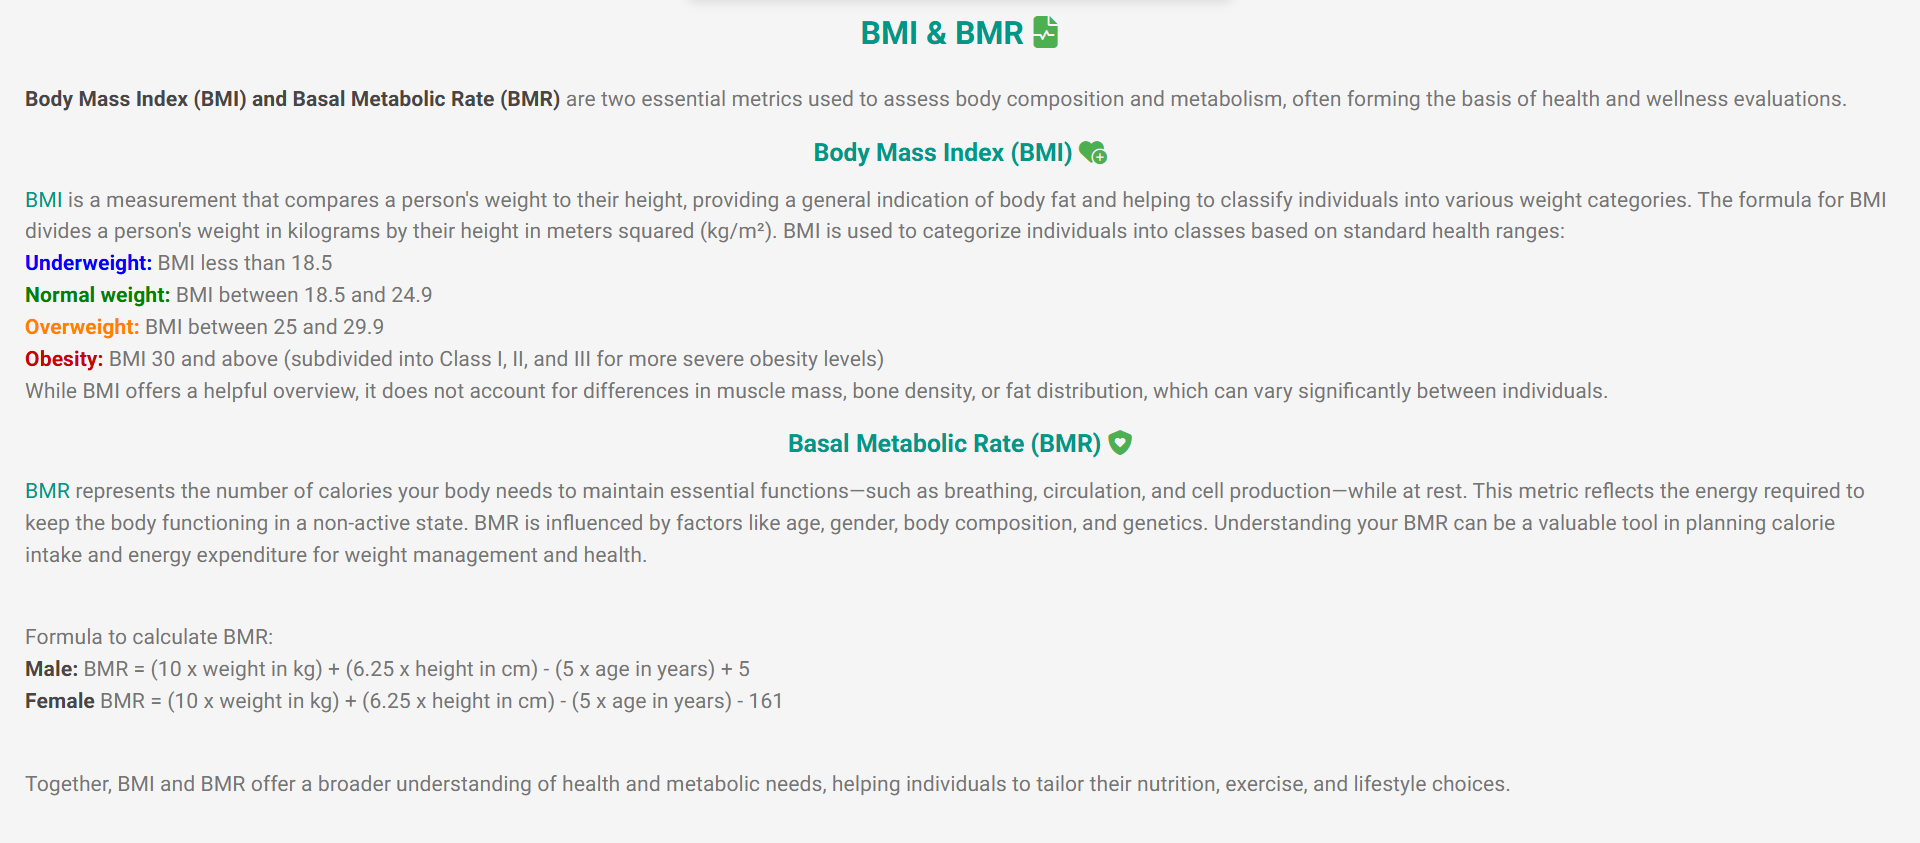 BMI & BMR
Body Mass Index (BMI) and Basal Metabolic Rate (BMR) are two essential metrics used to assess body composition and metabolism, often forming the basis of health and wellness evaluations.
Body Mass Index (BMI)
BMI is a measurement that compares a person's weight to their height, providing a general indication of body fat and helping to classify individuals into various weight categories. The formula for BMI
divides a person's weight in kilograms by their height in meters squared (kg/m²). BMI is used to categorize individuals into classes based on standard health ranges:
Underweight: BMI less than 18.5
Normal weight: BMI between 18.5 and 24.9
Overweight: BMI between 25 and 29.9
Obesity: BMI 30 and above (subdivided into Class I, II, and III for more severe obesity levels)
While BMI offers a helpful overview, it does not account for differences in muscle mass, bone density, or fat distribution, which can vary significantly between individuals.
Basal Metabolic Rate (BMR)
BMR represents the number of calories your body needs to maintain essential functions—such as breathing, circulation, and cell production—while at rest. This metric reflects the energy required to
keep the body functioning in a non-active state. BMR is influenced by factors like age, gender, body composition, and genetics. Understanding your BMR can be a valuable tool in planning calorie
intake and energy expenditure for weight management and health.
Formula to calculate BMR:
Male: BMR = (10 x weight in kg) + (6.25 x height in cm) - (5 x age in years) + 5
Female BMR = (10 x weight in kg) + (6.25 x height in cm) - (5 x age in years) - 161
Together, BMI and BMR offer a broader understanding of health and metabolic needs, helping individuals to tailor their nutrition, exercise, and lifestyle choices.